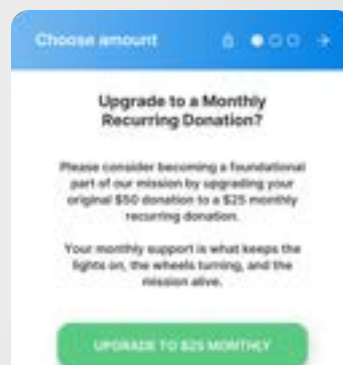 Choose amount
Upgrade to a Monthly
Recurring Donation?
Please consider becoming a foundational
part of our mission by upgrading your
original $50 donation to a $25 monthly
recurring donation.
Your monthly support is what keeps the
lights on, the wheels turning, and the
mission alive.
UPGRADE TO $25 MONTHLY